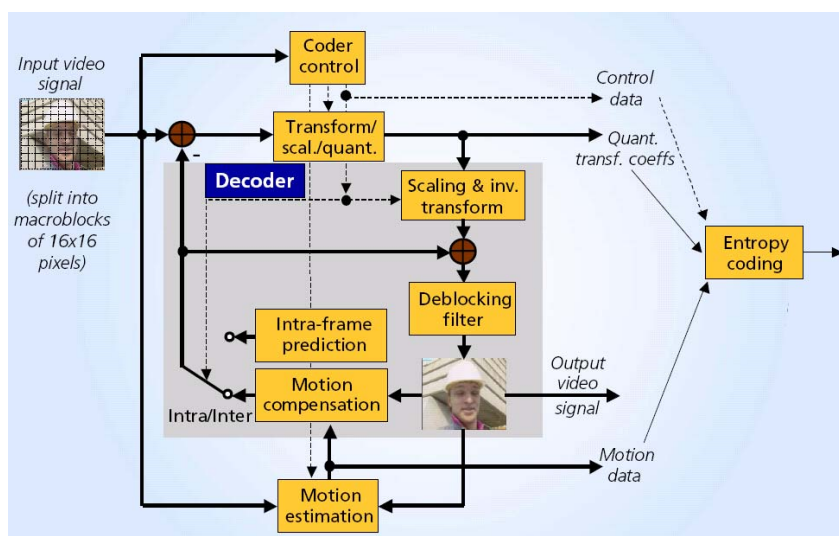 Input video
signal
(split into
macroblocks
of 16x16
pixels)
Coder
control
Control
data
Transform/
scal./quant.
Quant.
transf. coeffs
-
Decoder
Scaling & inv.
transform
Entropy
coding
Deblocking
filter
Intra-frame
prediction
Output
video
signal
Motion
compensation
Intra/Inter
Motion
data
Motion
estimation